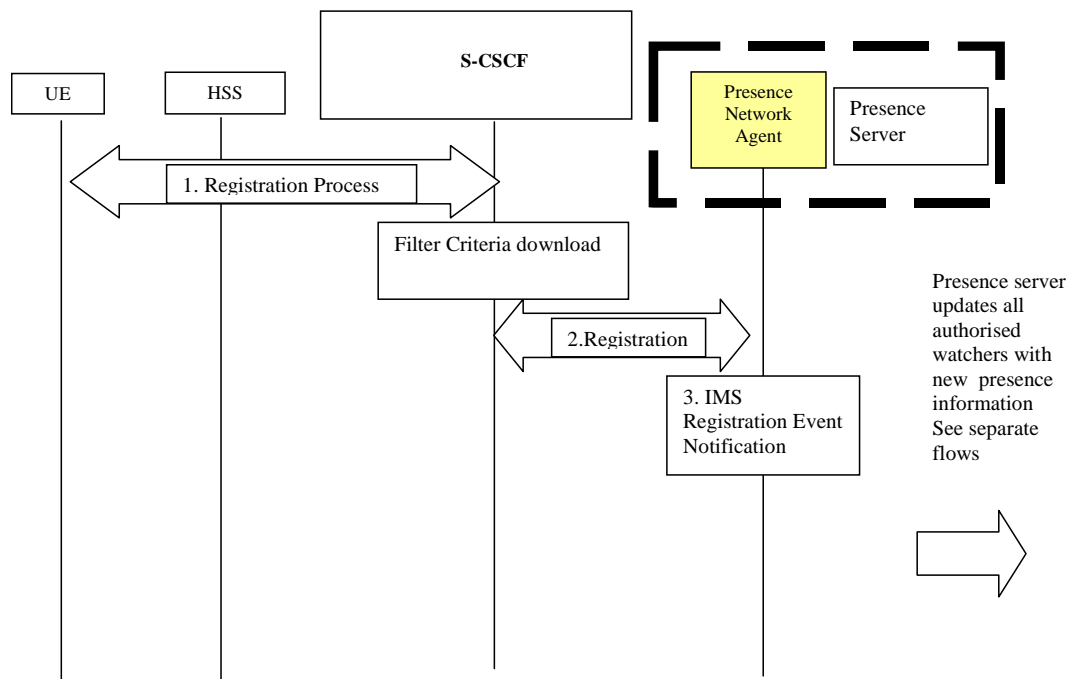 S-CSCF
UE
HSS
Presence
Network
Agent
Presence
Server
1. Registration Process
Filter Criteria download
2.Registration
3. IMS
Registration Event
Notification
Presence server
updates all
authorised
watchers with
new presence
information
See separate
flows